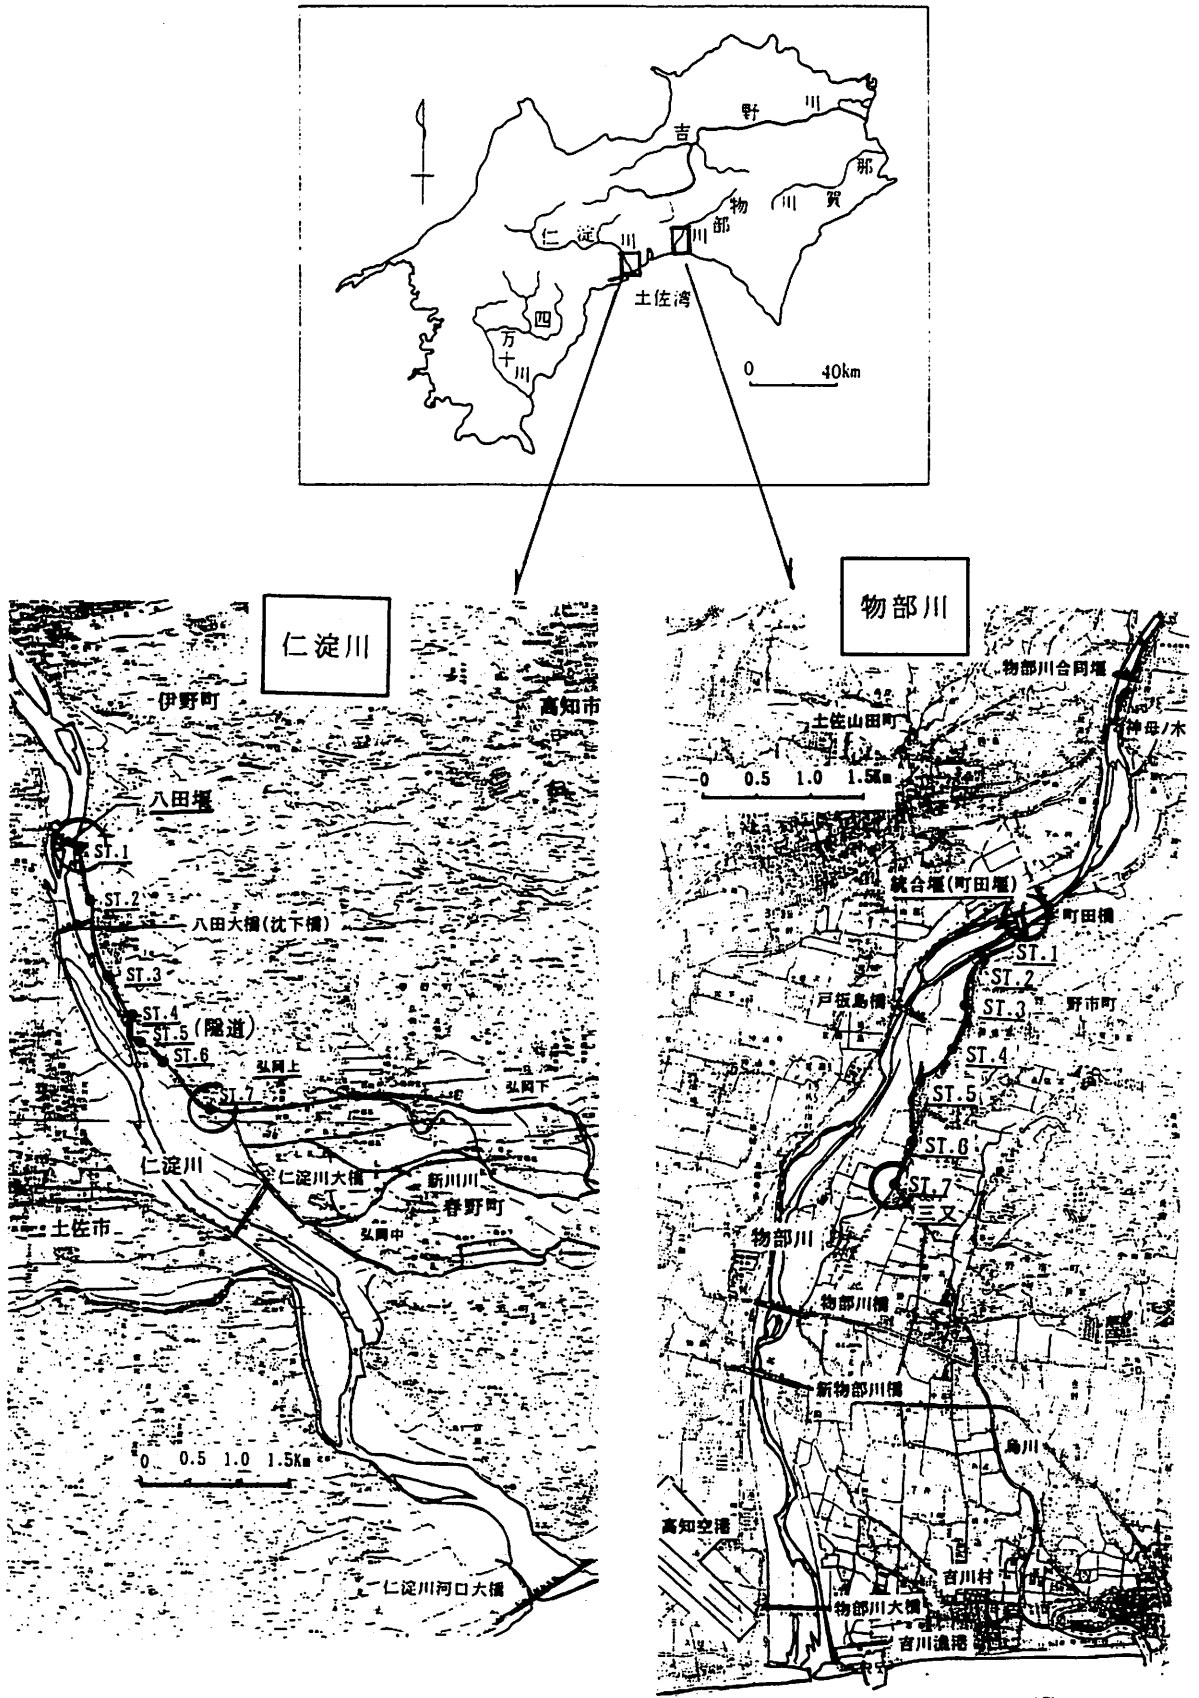 吉野川
那賀川
物部川
仁淀川
土佐湾
四万十川
0 40km
仁淀川
伊野町
高知市
八田堰
ST.1
ST.2
八田大橋(沈下橋)
ST.3
ST.4
ST.5(隧道)
ST.6
弘岡上
弘岡下
ST.7
仁淀川
仁淀川大橋
新川川
春野町
土佐市
弘岡中
0 0.5 1.0 1.5Km
仁淀川河口大橋
物部川
物部川合同堰
土佐山田町
神母ノ木
0 0.5 1.0 1.5Km
統合堰(町田堰)
町田橋
ST.1
ST.2
戸板島橋
ST.3
野市町
ST.4
ST.5
ST.6
ST.7
三又
物部川
物部川橋
新物部川橋
烏川
高知空港
吉川村
物部川大橋
吉川漁港